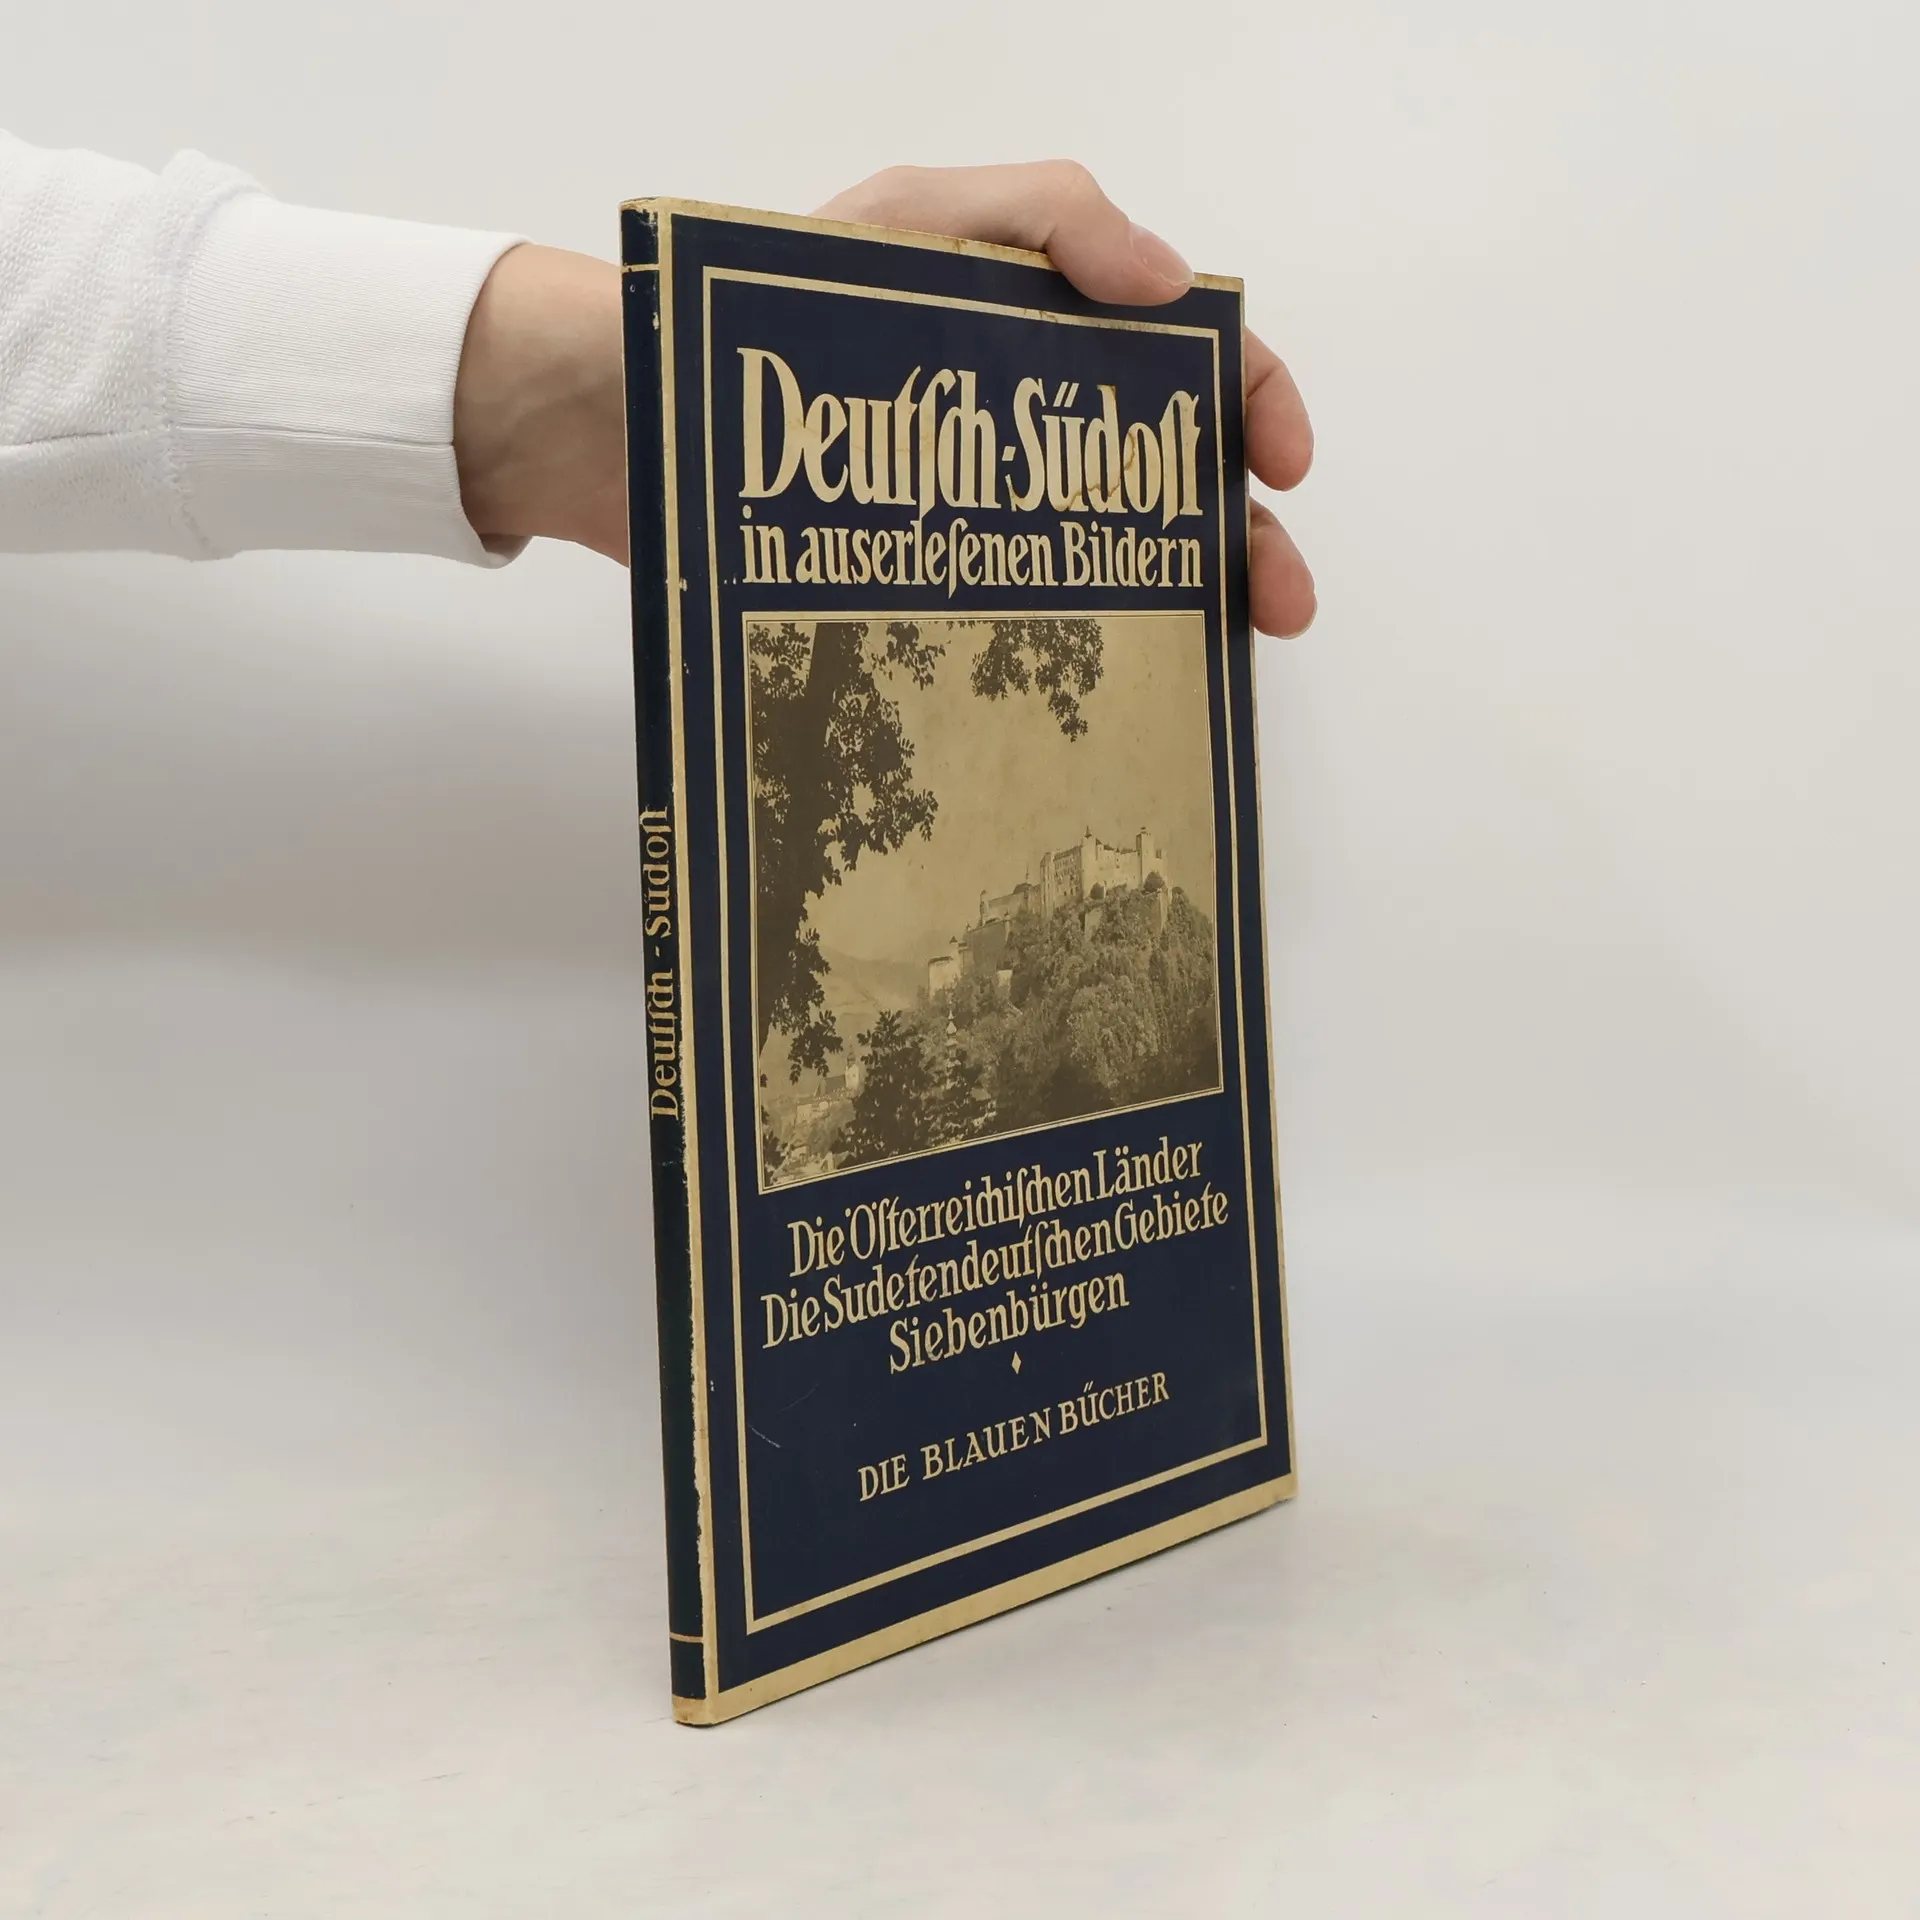 Deutſch-Südoſt
in auserleſenen Bildern
Die Öſterreichiſchen Länder
Die Sudetendeutſchen Gebiete
Siebenbürgen
DIE BLAUEN BÜCHER
Deutſch - Südoſt